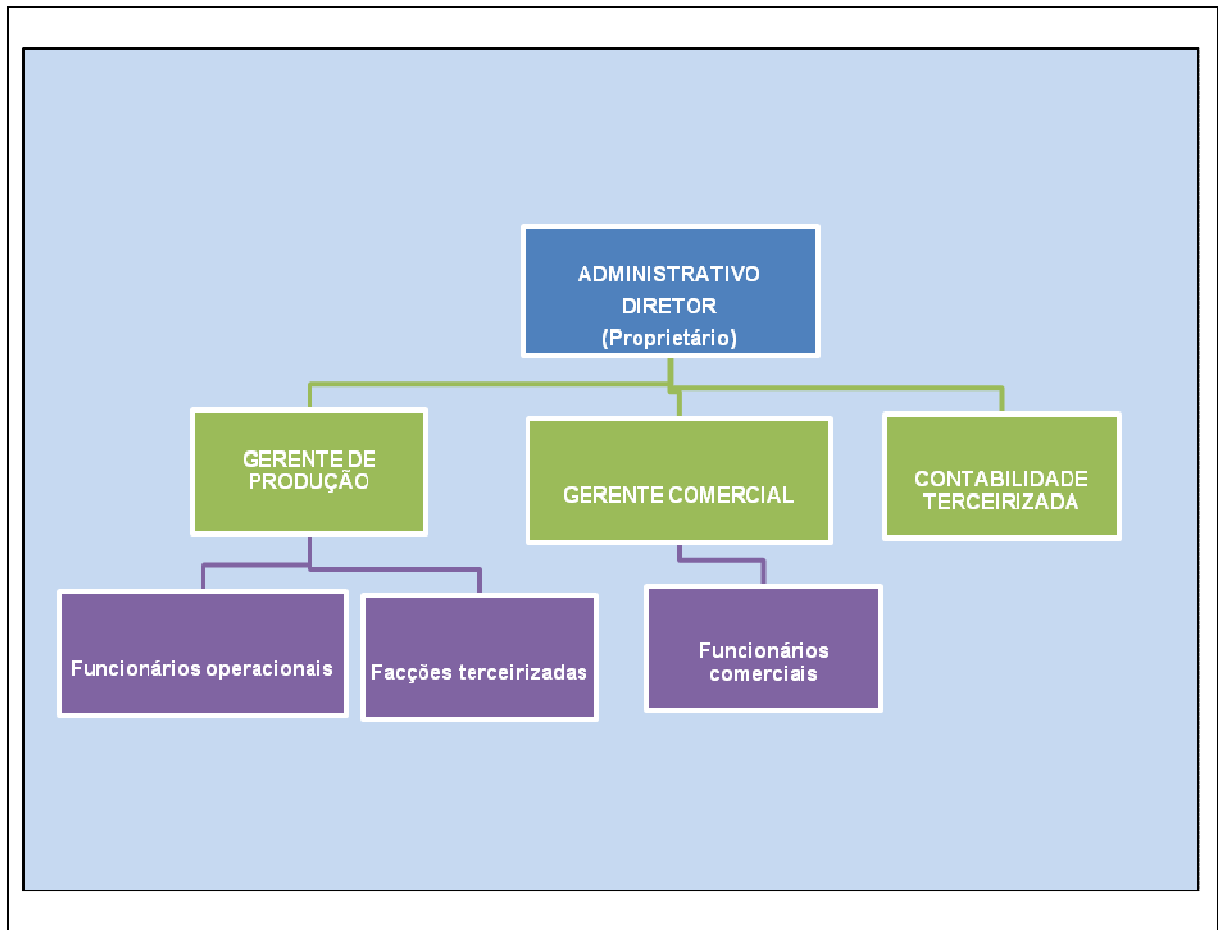 ADMINISTRATIVO
DIRETOR
(Proprietário)
GERENTE DE
PRODUÇÃO
GERENTE COMERCIAL
CONTABILIDADE
TERCEIRIZADA
Funcionários operacionais
Facções terceirizadas
Funcionários
comerciais